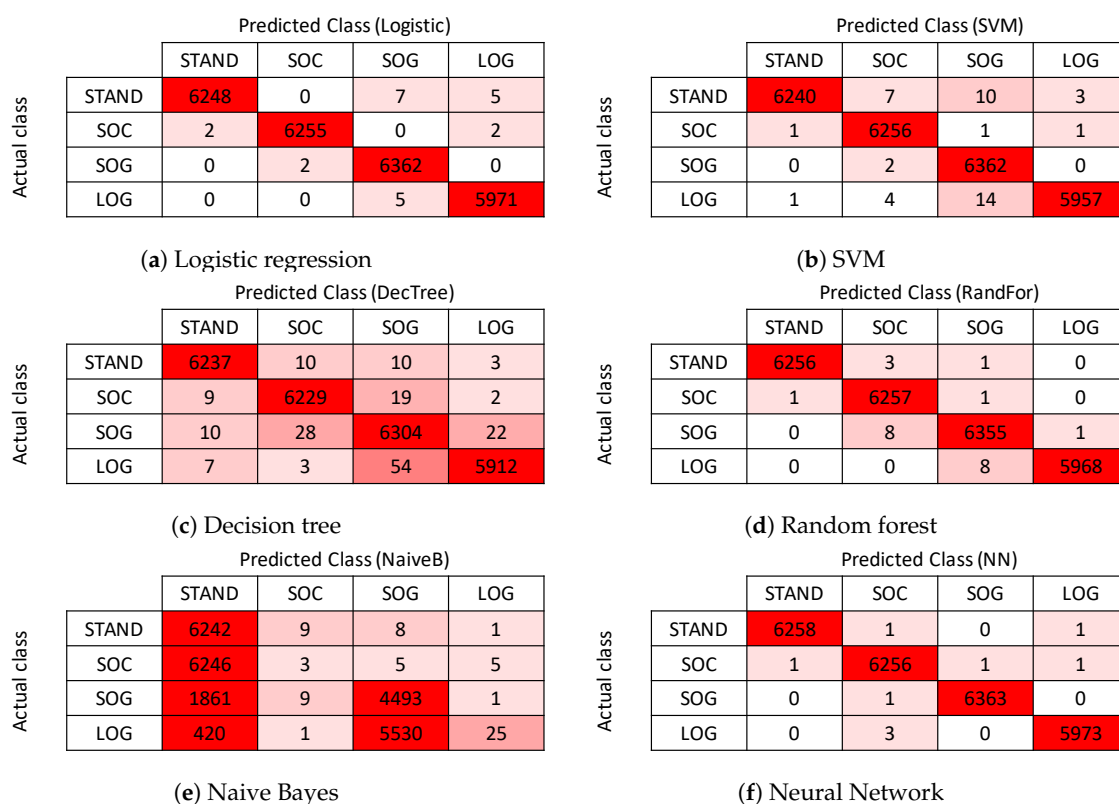 Predicted Class (Logistic)
STAND SOC SOG LOG
Actual class
STAND 6248 0 7 5
SOC 2 6255 0 2
SOG 0 2 6362 0
LOG 0 0 5 5971
(a) Logistic regression
Predicted Class (SVM)
STAND SOC SOG LOG
Actual class
STAND 6240 7 10 3
SOC 1 6256 1 1
SOG 0 2 6362 0
LOG 1 4 14 5957
(b) SVM
Predicted Class (DecTree)
STAND SOC SOG LOG
Actual class
STAND 6237 10 10 3
SOC 9 6229 19 2
SOG 10 28 6304 22
LOG 7 3 54 5912
(c) Decision tree
Predicted Class (RandFor)
STAND SOC SOG LOG
Actual class
STAND 6256 3 1 0
SOC 1 6257 1 0
SOG 0 8 6355 1
LOG 0 0 8 5968
(d) Random forest
Predicted Class (NaiveB)
STAND SOC SOG LOG
Actual class
STAND 6242 9 8 1
SOC 6246 3 5 5
SOG 1861 9 4493 1
LOG 420 1 5530 25
(e) Naive Bayes
Predicted Class (NN)
STAND SOC SOG LOG
Actual class
STAND 6258 1 0 1
SOC 1 6256 1 1
SOG 0 1 6363 0
LOG 0 3 0 5973
(f) Neural Network